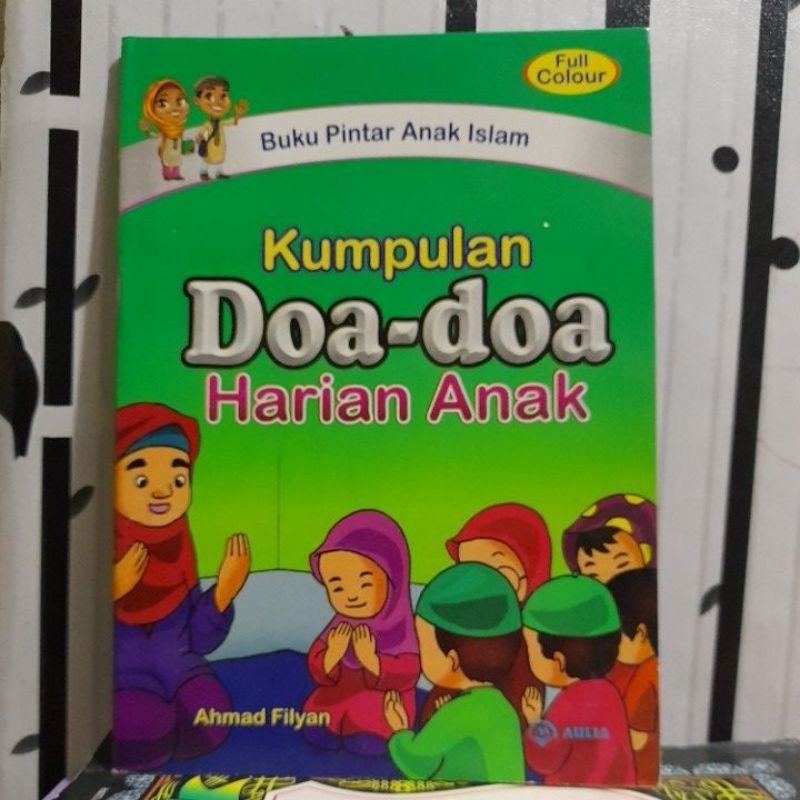 Full
Colour
Buku Pintar Anak Islam
Kumpulan
Doa-doa
Harian Anak
Ahmad Filyan
AULIA